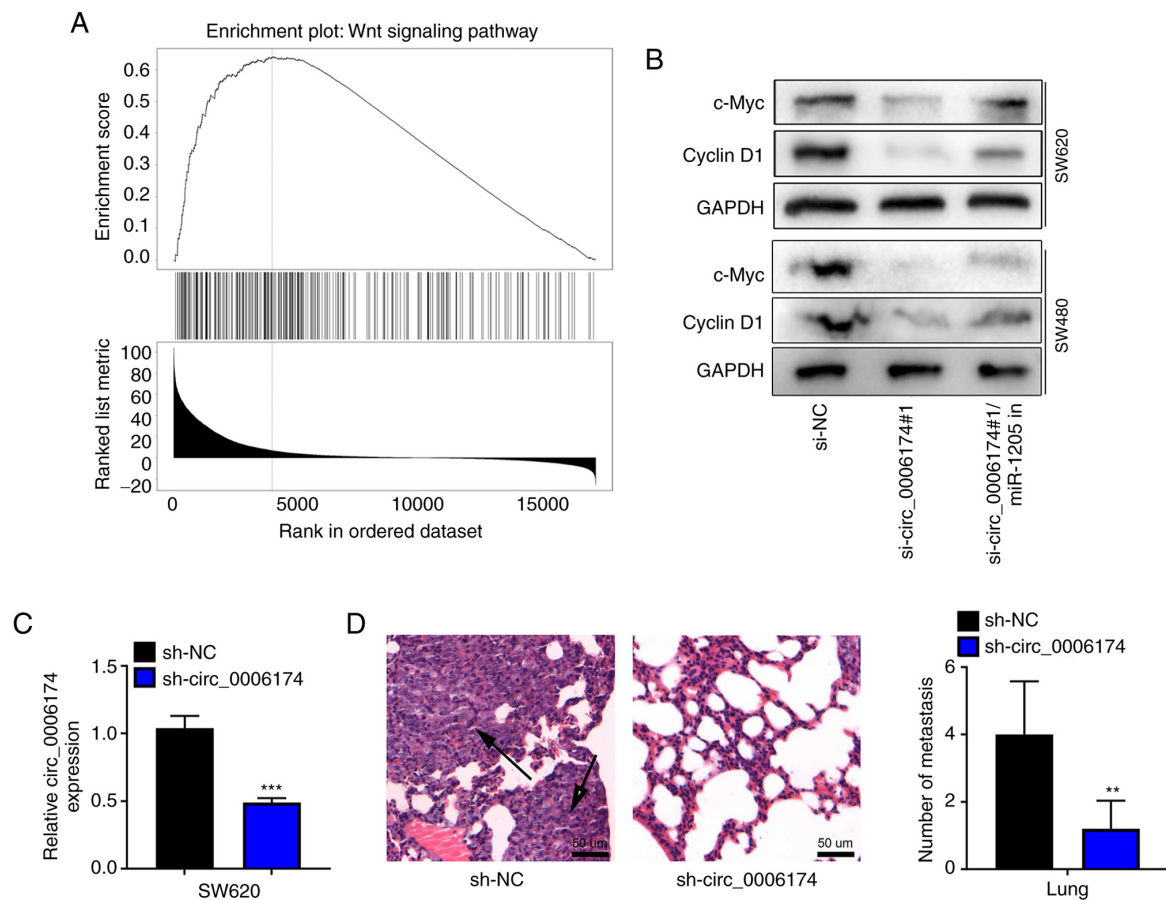 A
Enrichment plot: Wnt signaling pathway
Enrichment score
0.6
0.5
0.4
0.3
0.2
0.1
0.0
Ranked list metric
100
80
60
40
20
0
−20
0 5000 10000 15000
Rank in ordered dataset
B
c-Myc
Cyclin D1
GAPDH
SW620
c-Myc
Cyclin D1
GAPDH
SW480
si-NC
si-circ_0006174#1
si-circ_0006174#1/
miR-1205 in
C
sh-NC
sh-circ_0006174
Relative circ_0006174
expression
1.5
1.0
0.5
0.0
***
SW620
D
50 um
sh-NC
50 um
sh-circ_0006174
sh-NC
sh-circ_0006174
Number of metastasis
6
4
2
0
**
Lung